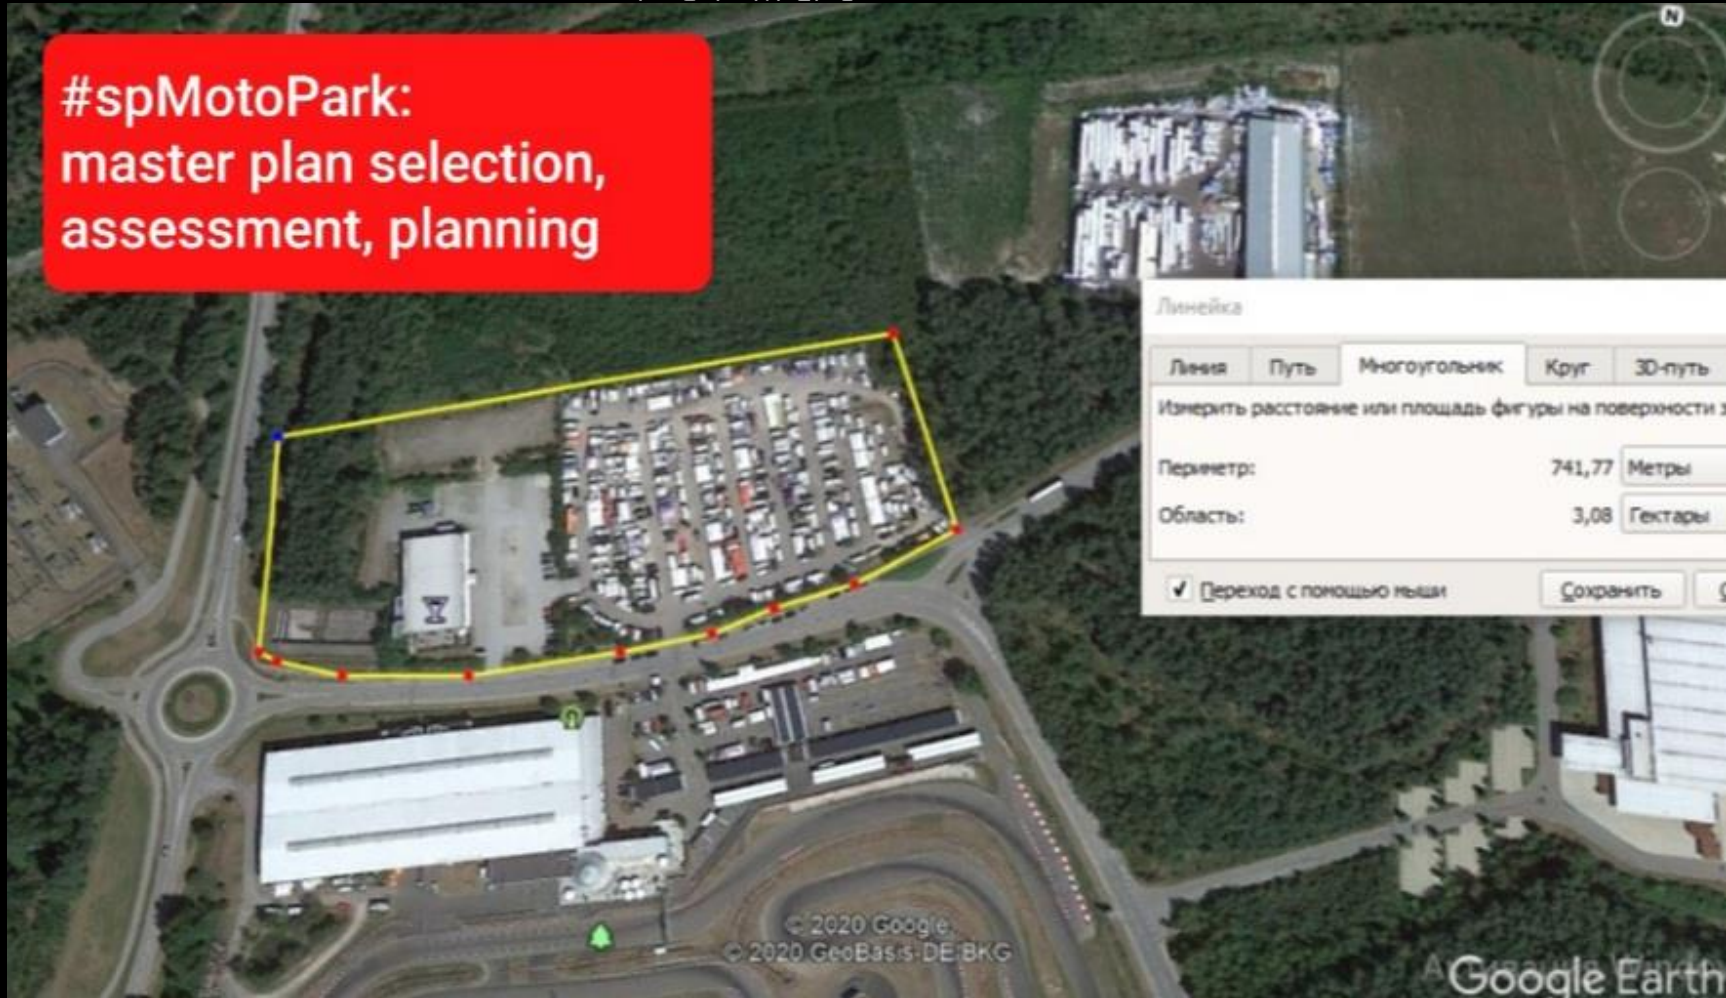 #spMotoPark:
master plan selection,
assessment, planning
N
Линейка
Линия Путь Многоугольник Круг 3D-путь
Измерить расстояние или площадь фигуры на поверхности з
Периметр: 741,77 Метры
Область: 3,08 Гектары
Переход с помощью мыши Сохранить
© 2020 Google
© 2020 GeoBasis-DE/BKG
Google Earth